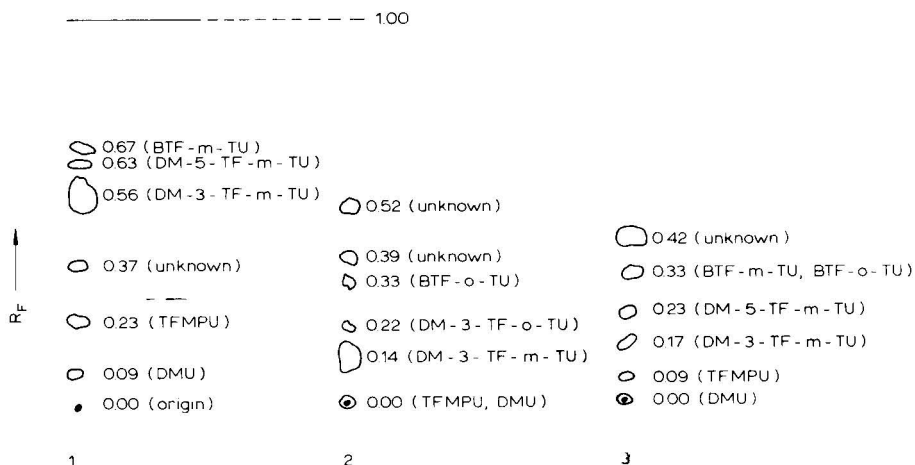 1.00
0.67 (BTF-m-TU)
0.63 (DM-5-TF-m-TU)
0.56 (DM-3-TF-m-TU)
0.37 (unknown)
0.23 (TFMPU)
0.09 (DMU)
0.00 (origin)
1
0.52 (unknown)
0.39 (unknown)
0.33 (BTF-o-TU)
0.22 (DM-3-TF-o-TU)
0.14 (DM-3-TF-m-TU)
0.00 (TFMPU, DMU)
2
0.42 (unknown)
0.33 (BTF-m-TU, BTF-o-TU)
0.23 (DM-5-TF-m-TU)
0.17 (DM-3-TF-m-TU)
0.09 (TFMPU)
0.00 (DMU)
3
RF